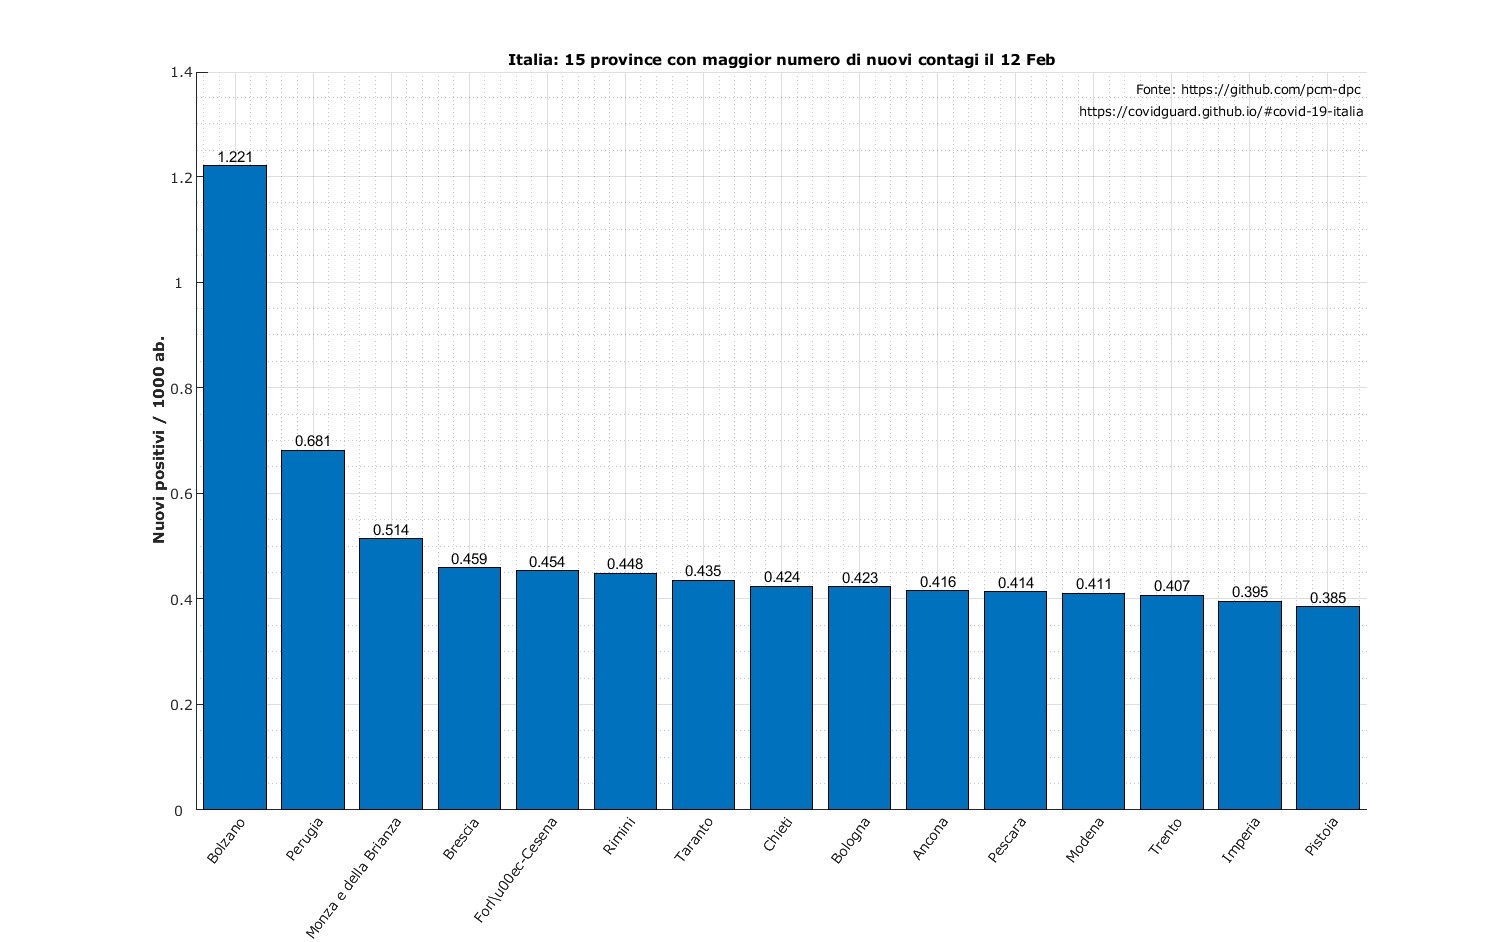 Italia: 15 province con maggior numero di nuovi contagi il 12 Feb
Fonte: https://github.com/pcm-dpc
https://covidguard.github.io/#covid-19-italia
Nuovi positivi / 1000 ab.
1.4
1.2
1
0.8
0.6
0.4
0.2
0
1.221
0.681
0.514
0.459
0.454
0.448
0.435
0.424
0.423
0.416
0.414
0.411
0.407
0.395
0.385
Bolzano
Perugia
Monza e della Brianza
Brescia
Forl\u00ec-Cesena
Rimini
Taranto
Chieti
Bologna
Ancona
Pescara
Modena
Trento
Imperia
Pistoia